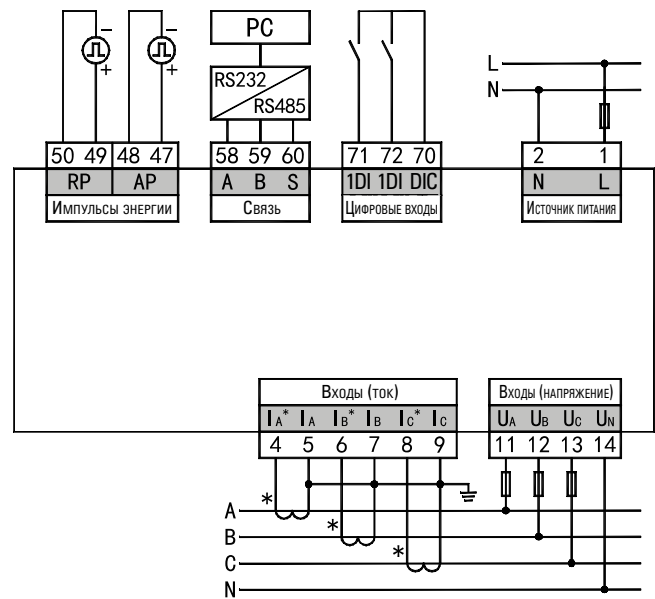 PC
RS232
RS485
L
N
− + − +
50 49 48 47
58 59 60
71 72 70
2 1
RP AP
A B S
1DI 1DI DIC
N L
Импульсы энергии
Связь
Цифровые входы
Источник питания
Входы (ток)
Входы (напряжение)
IA* IA IB* IB IC* IC
UA UB UC UN
4 5 6 7 8 9
11 12 13 14
* * *
A
B
C
N